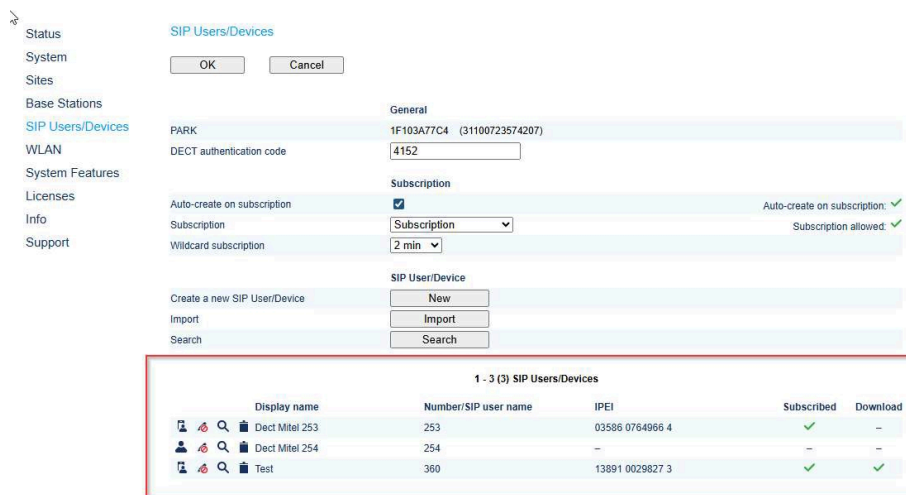 Status
System
Sites
Base Stations
SIP Users/Devices
WLAN
System Features
Licenses
Info
Support
SIP Users/Devices
OK Cancel
General
PARK 1F103A77C4 (31100723574207)
DECT authentication code 4152
Subscription
Auto-create on subscription Auto-create on subscription:
Subscription Subscription Subscription allowed:
Wildcard subscription 2 min
SIP User/Device
Create a new SIP User/Device New
Import Import
Search Search
1 - 3 (3) SIP Users/Devices
Display name Number/SIP user name IPEI Subscribed Download
Dect Mitel 253 253 03586 0764966 4 –
Dect Mitel 254 254 – – –
Test 360 13891 0029827 3